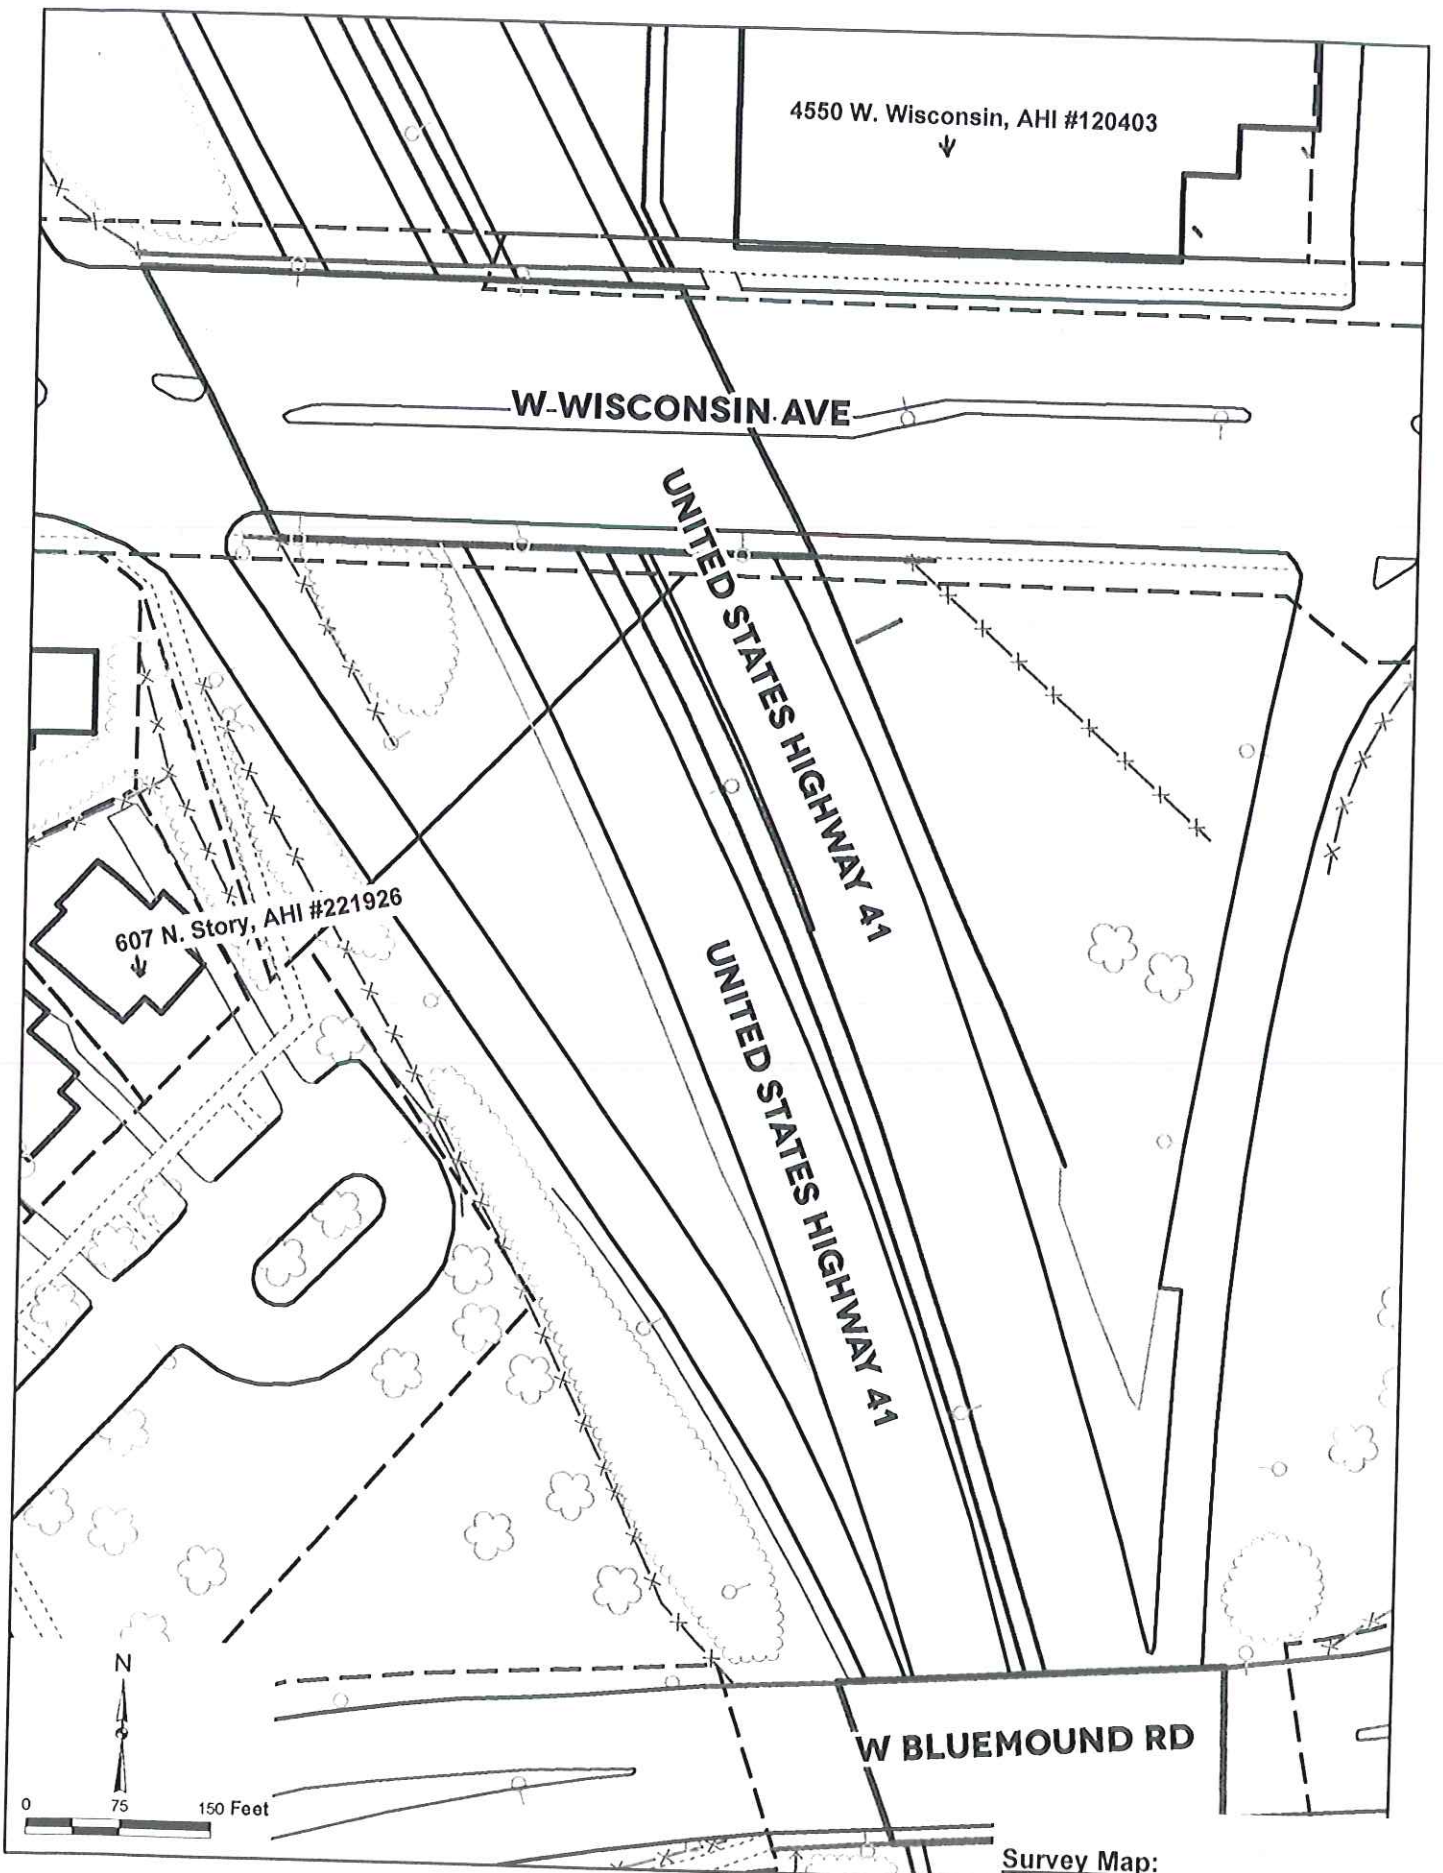 4550 W. Wisconsin, AHI #120403
W WISCONSIN AVE
UNITED STATES HIGHWAY 41
607 N. Story, AHI #221926
UNITED STATES HIGHWAY 41
N
W BLUEMOUND RD
0 75 150 Feet
Survey Map: